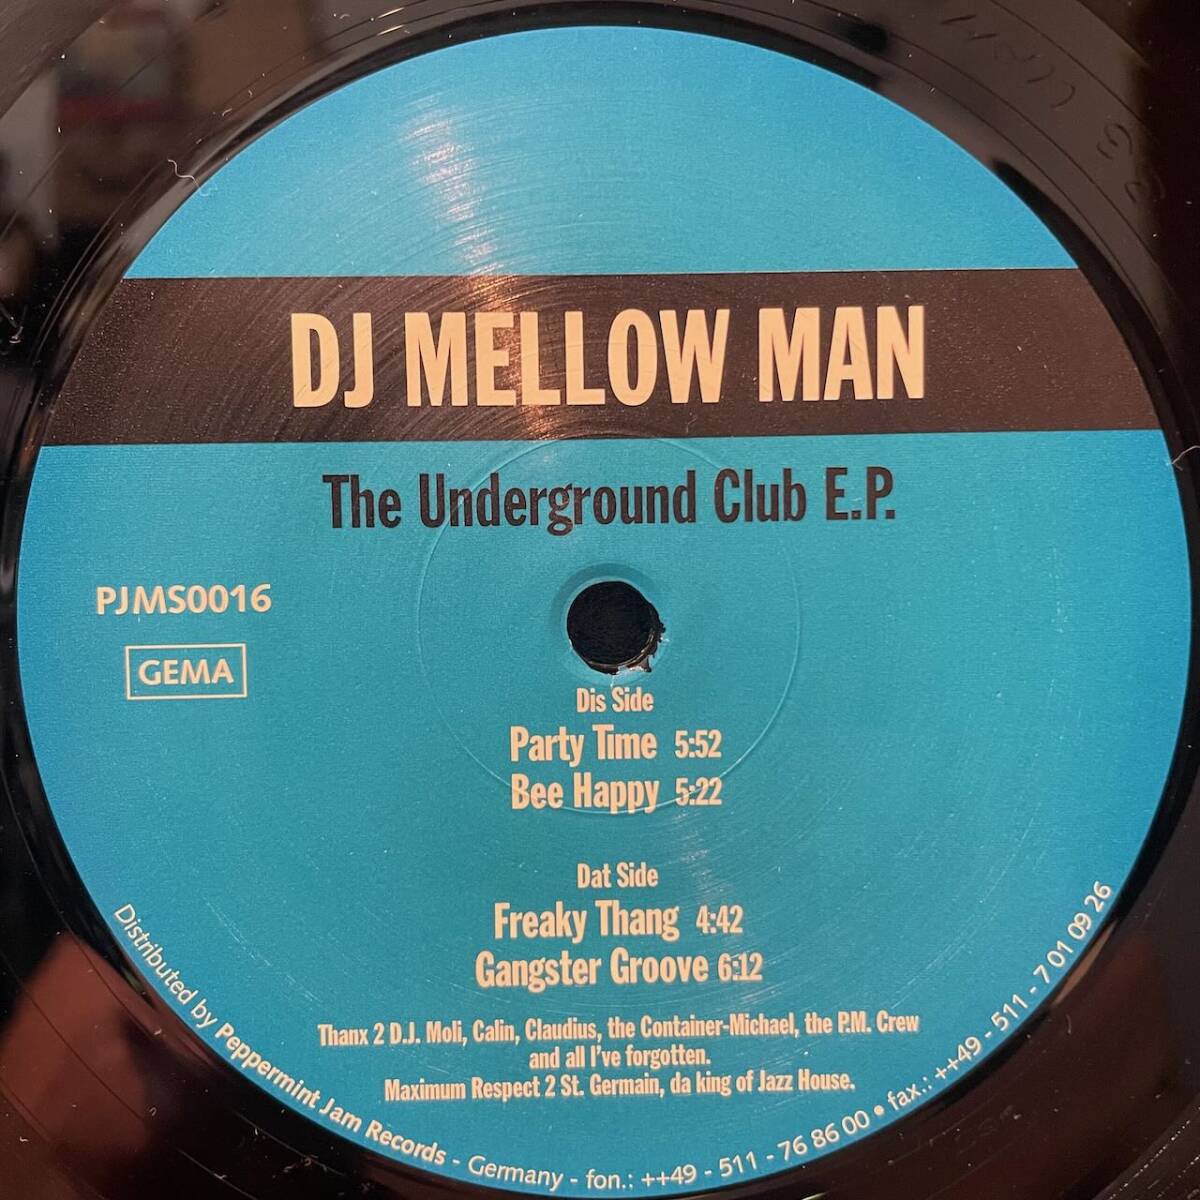 DJ MELLOW MAN
The Underground Club E.P.
PJMS0016
GEMA
Dis Side
Party Time 5:52
Bee Happy 5:22
Dat Side
Freaky Thang 4:42
Gangster Groove 6:12
Thanx 2 D.J. Moli, Calin, Claudius, the Container-Michael, the P.M. Crew
and all I've forgotten.
Maximum Respect 2 St. Germain, da king of Jazz House.
Distributed by Peppermint Jam Records - Germany - fon.: ++49 - 511 - 76 86 00 • fax.: ++49 - 511 - 7 01 09 26